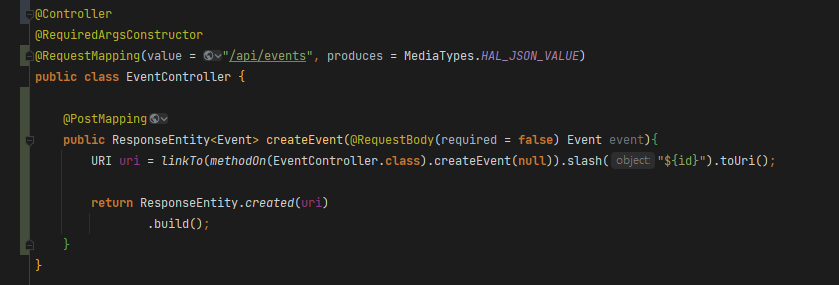 @Controller
@RequiredArgsConstructor
@RequestMapping(value = "/api/events", produces = MediaTypes.HAL_JSON_VALUE)
public class EventController {
@PostMapping
public ResponseEntity<Event> createEvent(@RequestBody(required = false) Event event){
URI uri = linkTo(methodOn(EventController.class).createEvent(null)).slash( object: "${id}").toUri();
return ResponseEntity.created(uri)
.build();
}
}